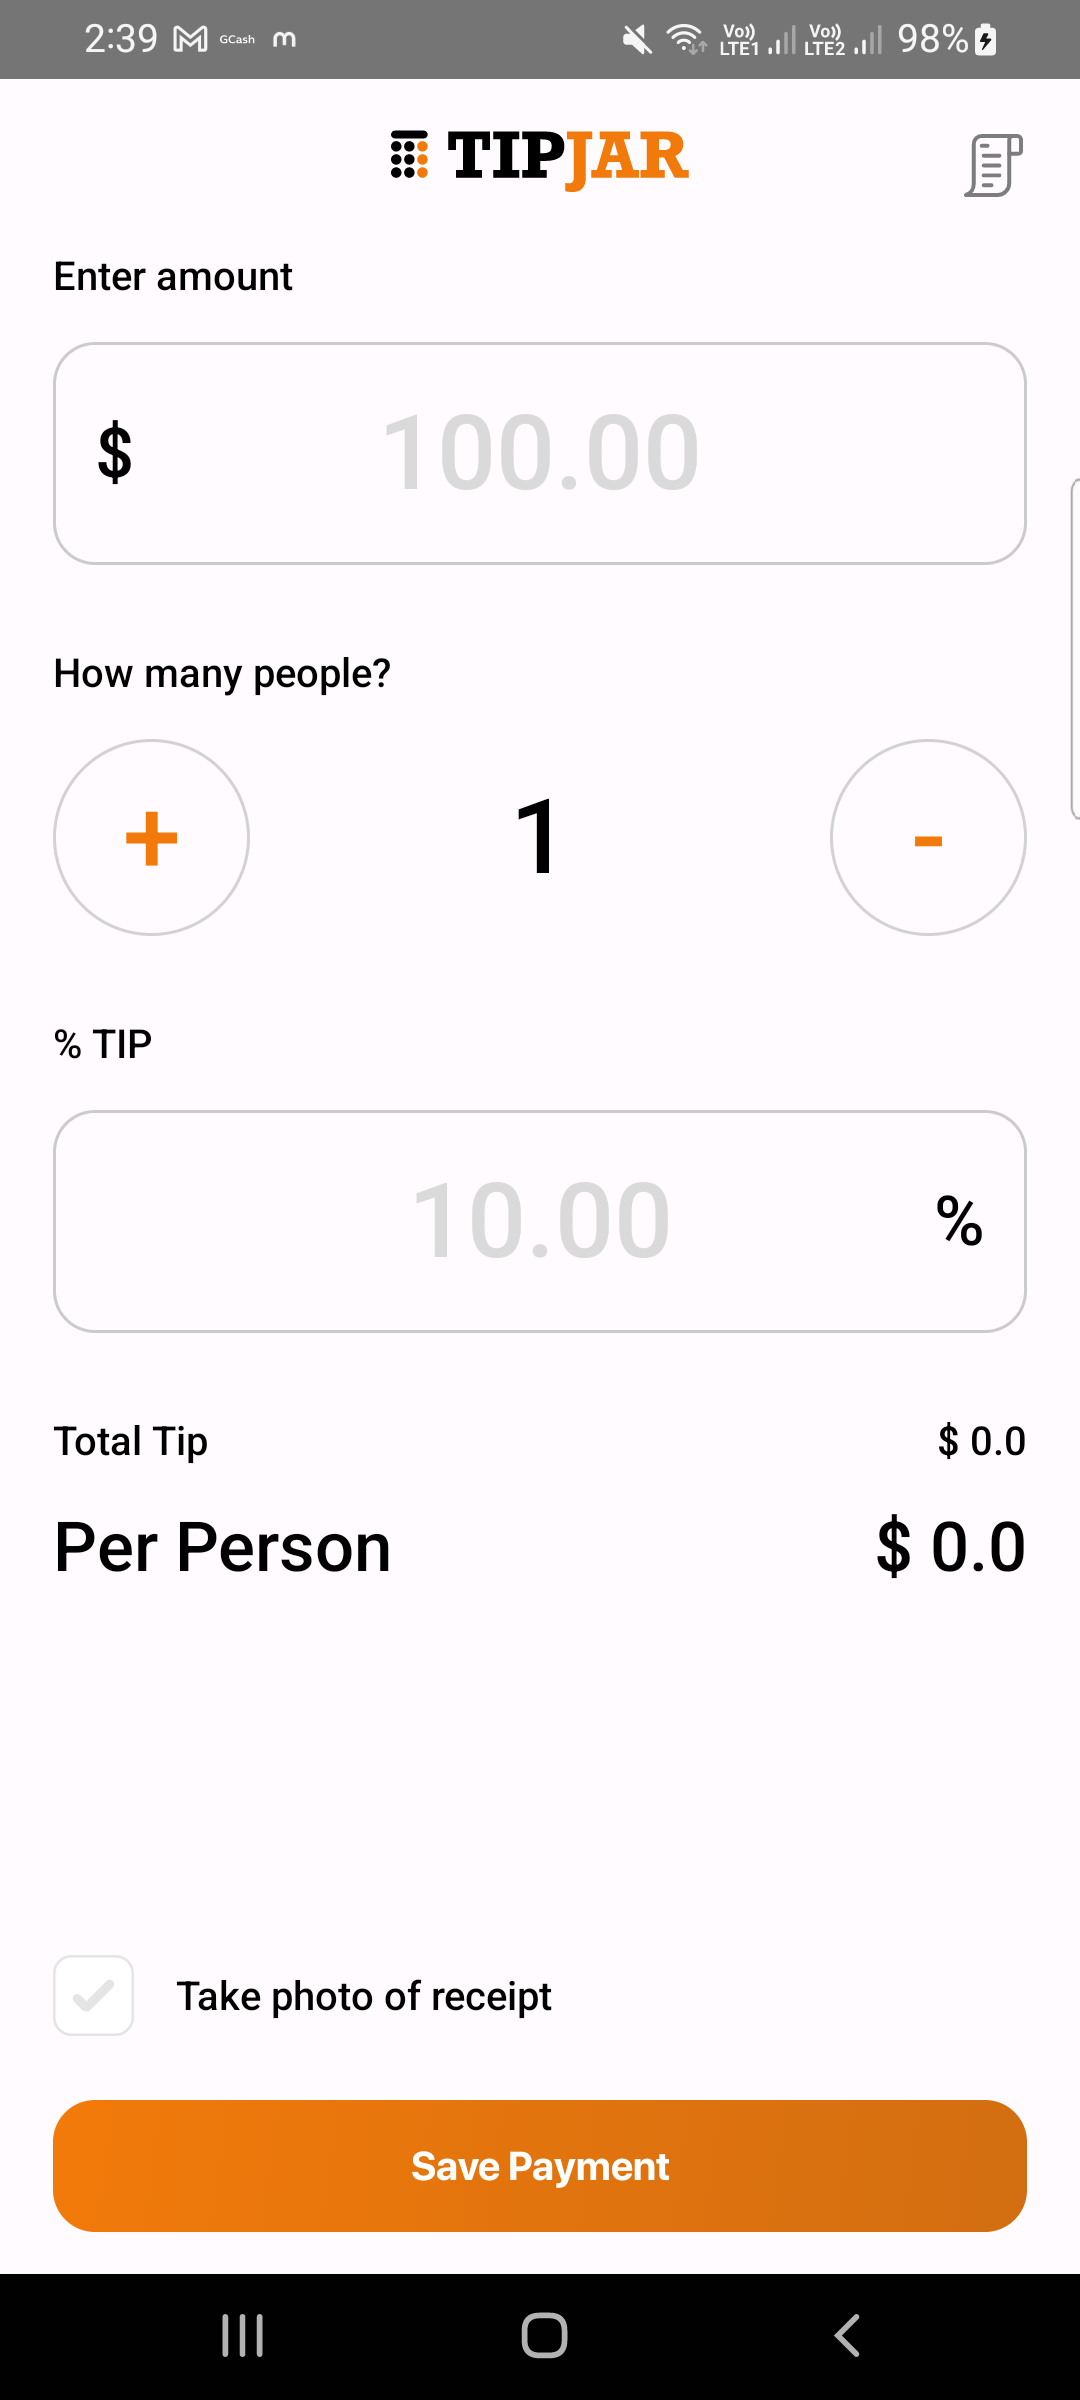 2:39 GCash Vo)) LTE1 Vo)) LTE2 98%
TIPJAR
Enter amount
$ 100.00
How many people?
+ 1 -
% TIP
10.00 %
Total Tip $ 0.0
Per Person $ 0.0
Take photo of receipt
Save Payment